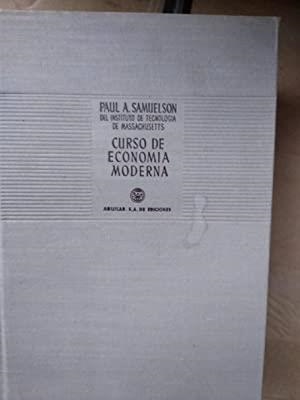 PAUL A. SAMUELSON
DEL INSTITUTO DE TECNOLOGIA
DE MASSACHUSETTS
CURSO DE
ECONOMIA
MODERNA
AGUILAR, S.A. DE EDICIONES